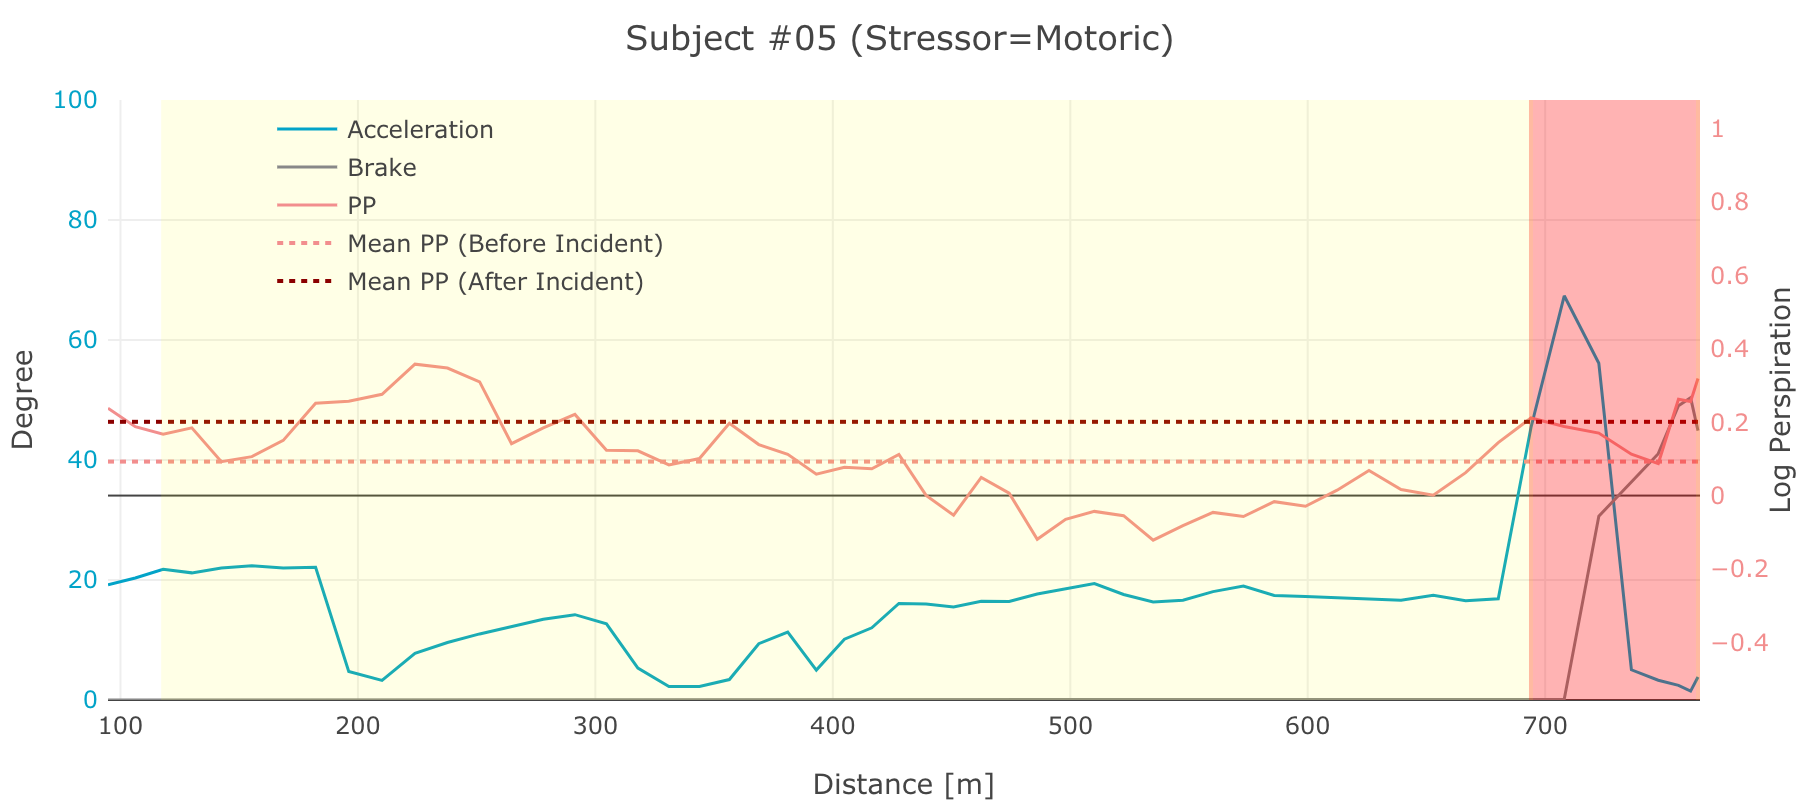 Subject #05 (Stressor=Motoric)
Acceleration
Brake
PP
Mean PP (Before Incident)
Mean PP (After Incident)
Degree
100
80
60
40
20
0
1
0.8
0.6
0.4
0.2
0
−0.2
−0.4
Log Perspiration
100 200 300 400 500 600 700
Distance [m]